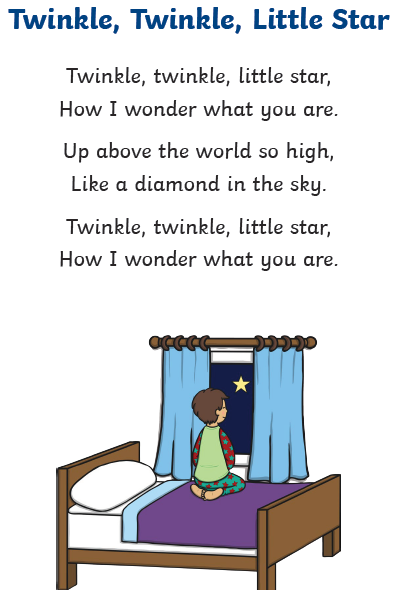 Twinkle, Twinkle, Little Star
Twinkle, twinkle, little star,
How I wonder what you are.
Up above the world so high,
Like a diamond in the sky.
Twinkle, twinkle, little star,
How I wonder what you are.